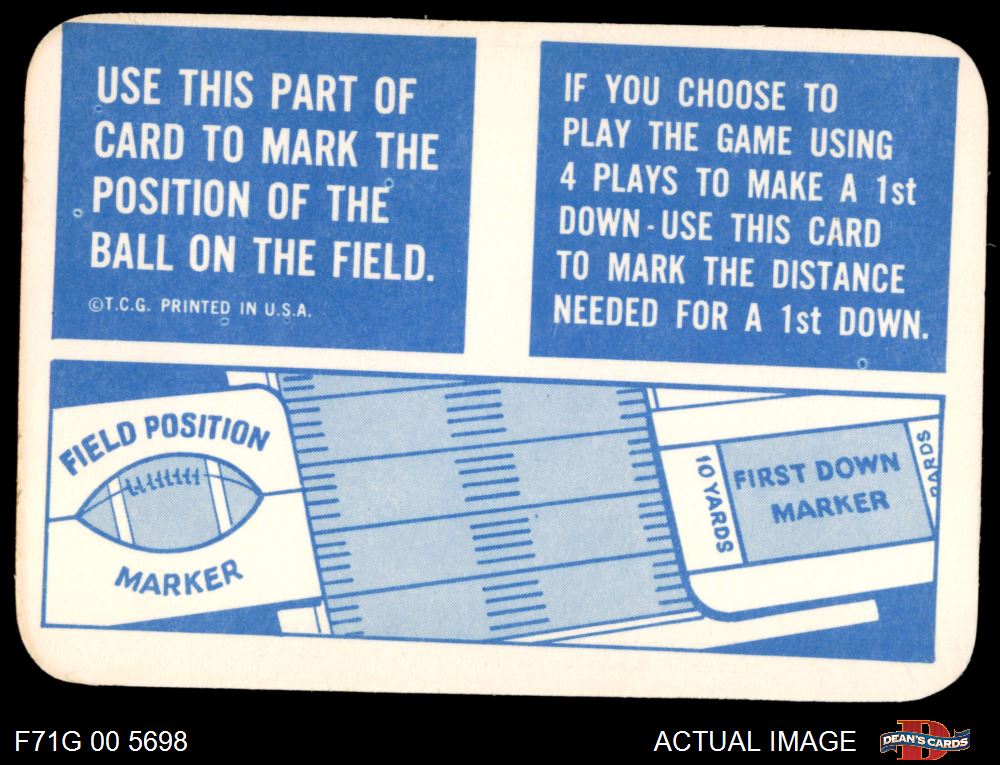 USE THIS PART OF
CARD TO MARK THE
POSITION OF THE
BALL ON THE FIELD.
©T.C.G. PRINTED IN U.S.A.
IF YOU CHOOSE TO
PLAY THE GAME USING
4 PLAYS TO MAKE A 1st
DOWN-USE THIS CARD
TO MARK THE DISTANCE
NEEDED FOR A 1st DOWN.
FIELD POSITION
MARKER
10 YARDS
FIRST DOWN
MARKER
F71G 00 5698
ACTUAL IMAGE
DEAN'S CARDS